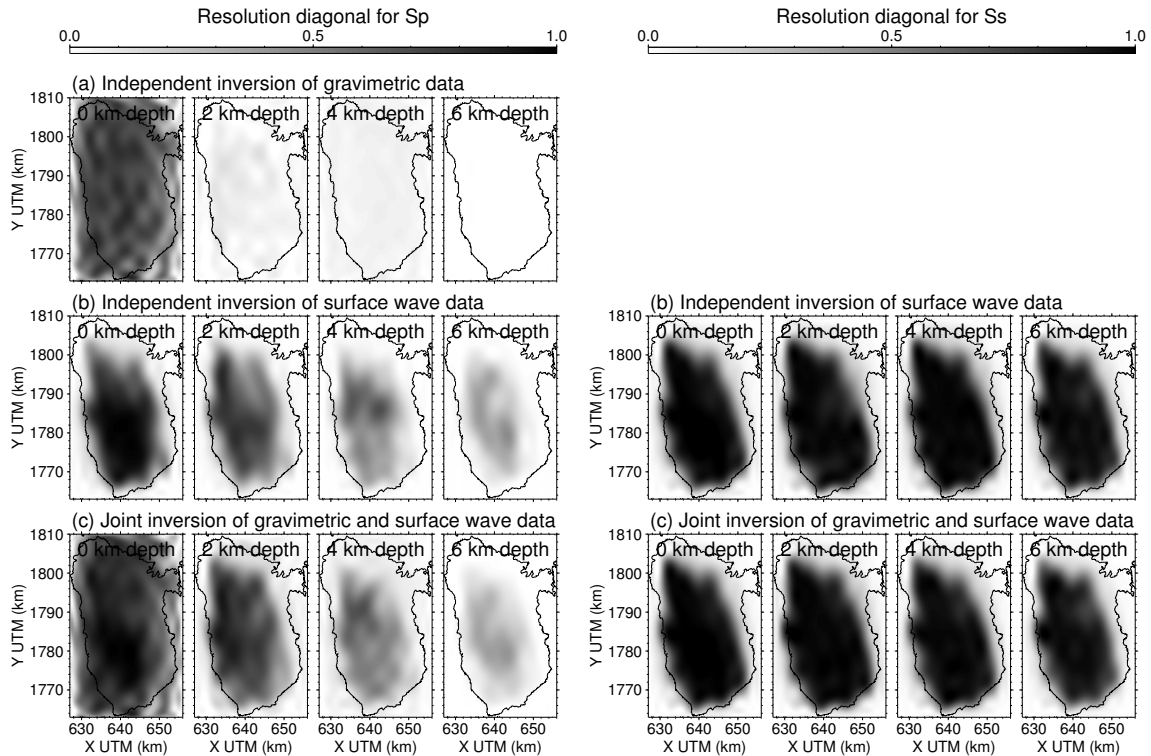 Resolution diagonal for Sp
Resolution diagonal for Ss
0.0 0.5 1.0
0.0 0.5 1.0
(a) Independent inversion of gravimetric data
0 km depth 2 km depth 4 km depth 6 km depth
1810
1800
1790
1780
1770
Y UTM (km)
(b) Independent inversion of surface wave data
0 km depth 2 km depth 4 km depth 6 km depth
1810
1800
1790
1780
1770
Y UTM (km)
(b) Independent inversion of surface wave data
0 km depth 2 km depth 4 km depth 6 km depth
1810
1800
1790
1780
1770
Y UTM (km)
(c) Joint inversion of gravimetric and surface wave data
0 km depth 2 km depth 4 km depth 6 km depth
1810
1800
1790
1780
1770
Y UTM (km)
630 640 650 630 640 650 630 640 650 630 640 650
X UTM (km) X UTM (km) X UTM (km) X UTM (km)
(c) Joint inversion of gravimetric and surface wave data
0 km depth 2 km depth 4 km depth 6 km depth
1810
1800
1790
1780
1770
Y UTM (km)
630 640 650 630 640 650 630 640 650 630 640 650
X UTM (km) X UTM (km) X UTM (km) X UTM (km)